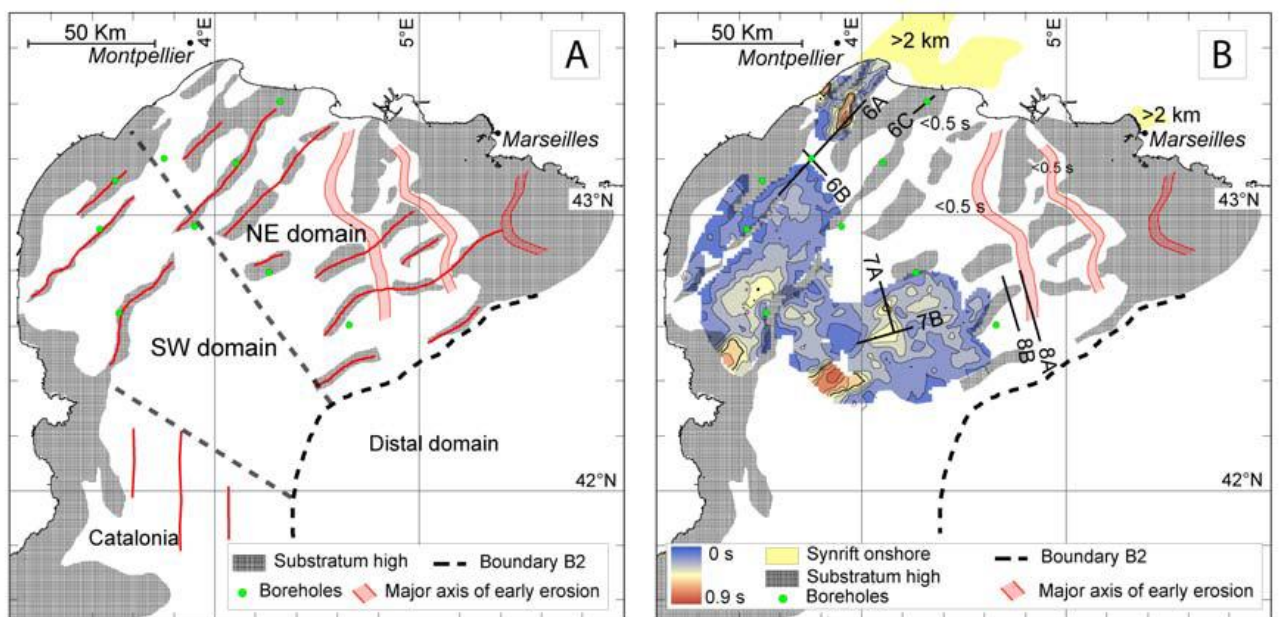 50 Km
Montpellier
4°E
5°E
A
Marseilles
43°N
NE domain
SW domain
Distal domain
42°N
Catalonia
Substratum high
Boundary B2
Boreholes
Major axis of early erosion
50 Km
Montpellier
4°E
5°E
>2 km
B
6A
6C
<0.5 s
>2 km
Marseilles
6B
<0.5 s
43°N
<0.5 s
7A
7B
8B
8A
42°N
0 s
0.9 s
Synrift onshore
Substratum high
Boreholes
Boundary B2
Major axis of early erosion